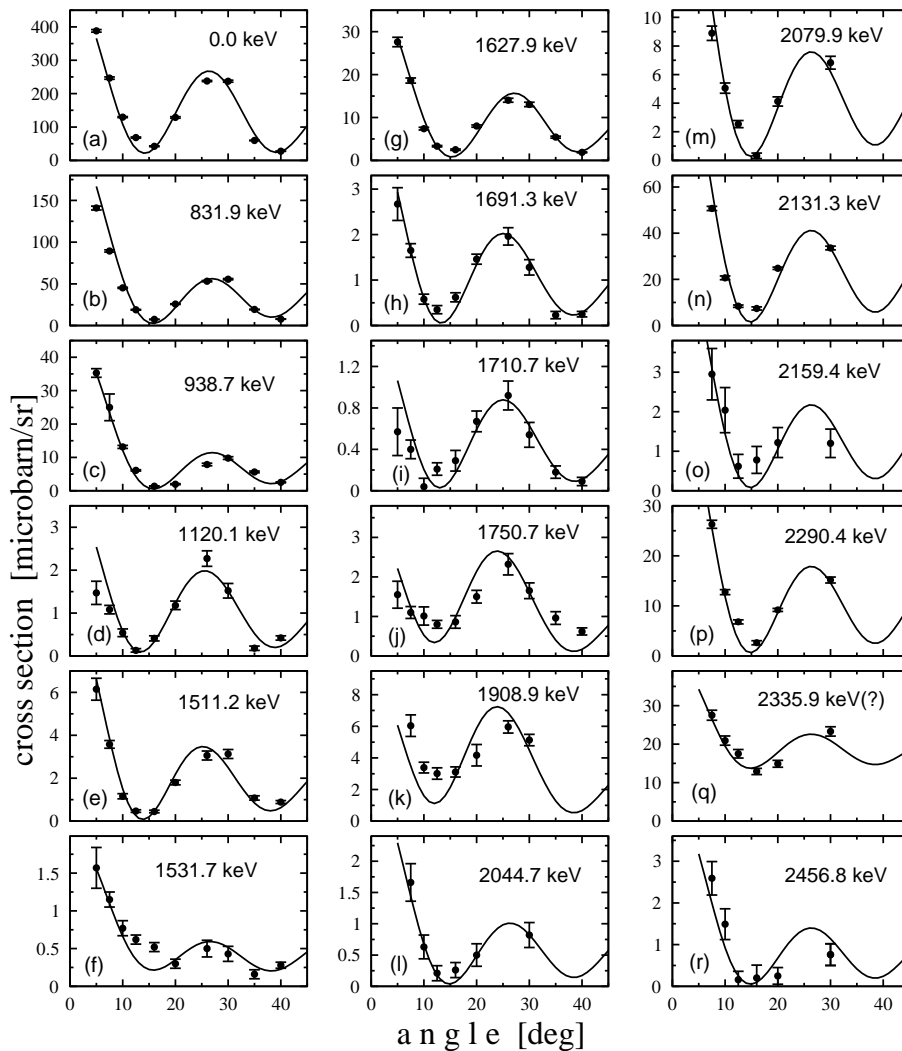 cross section [microbarn/sr]
400
300
200
100
0
0.0 keV
(a)
150
100
50
0
831.9 keV
(b)
40
30
20
10
0
938.7 keV
(c)
3
2
1
0
1120.1 keV
(d)
6
4
2
0
1511.2 keV
(e)
1.5
1
0.5
0
1531.7 keV
(f)
0 10 20 30 40
30
20
10
0
1627.9 keV
(g)
3
2
1
0
1691.3 keV
(h)
1.2
0.8
0.4
0
1710.7 keV
(i)
3
2
1
0
1750.7 keV
(j)
8
6
4
2
0
1908.9 keV
(k)
2
1.5
1
0.5
0
2044.7 keV
(l)
0 10 20 30 40
10
8
6
4
2
0
2079.9 keV
(m)
60
40
20
0
2131.3 keV
(n)
3
2
1
0
2159.4 keV
(o)
30
20
10
0
2290.4 keV
(p)
40
30
20
10
0
2335.9 keV(?)
(q)
3
2
1
0
2456.8 keV
(r)
0 10 20 30 40
a n g l e [deg]